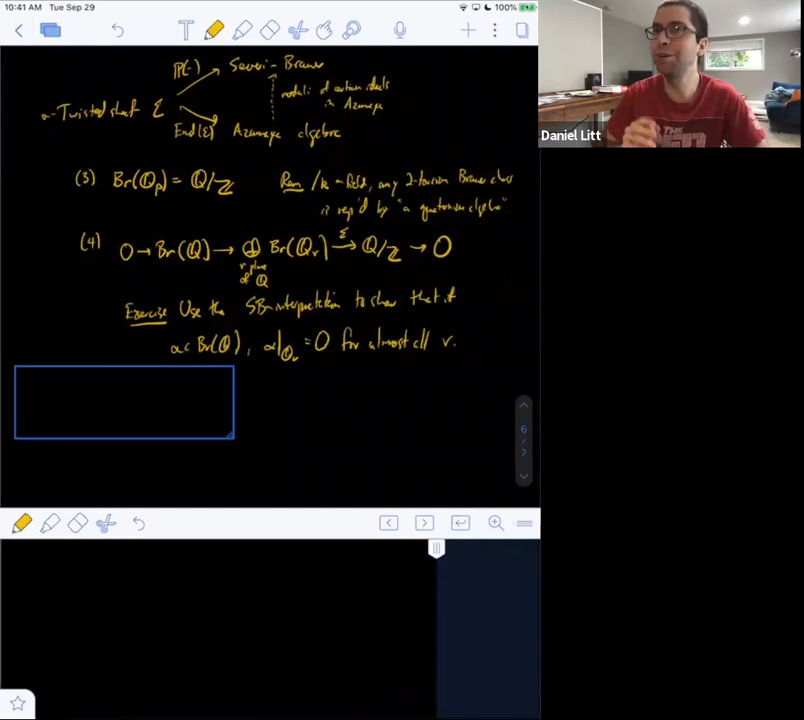 10:41 AM Tue Sep 29
100%
T
P(-) Severi-Brauer
moduli of certain ideals
in Azumaya
α-Twisted sheaf ℰ
End(ℰ) Azumaya algebra
(3) Br(ℚp) = ℚ/ℤ Rem /k a field, any 2-torsion Brauer class
is rep'd by "a quaternion algebra"
(4) 0 → Br(ℚ) → ⊕ Br(ℚv) →Σ ℚ/ℤ → 0
v place
of ℚ
Exercise Use the SB interpretation to show that if
α ∈ Br(ℚ), α|ℚv = 0 for almost all v.
6
/
7
Daniel Litt
THE